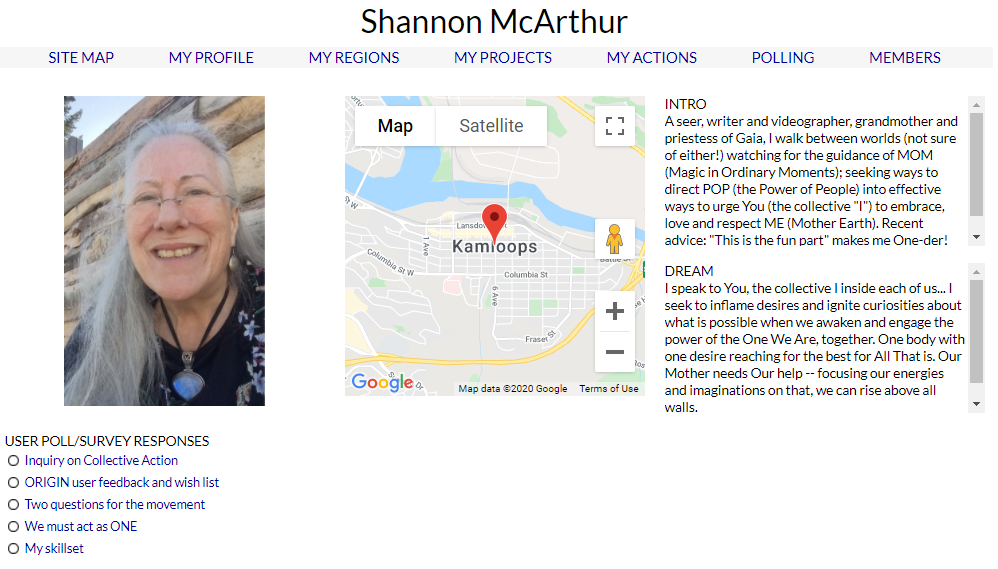 Shannon McArthur
SITE MAP MY PROFILE MY REGIONS MY PROJECTS MY ACTIONS POLLING MEMBERS
Map Satellite
Lansdow
Kamloops
1 Ave
Columbia St W
Columbia St
6 Ave
Battle St
Fraser St
Google
Map data ©2020 Google Terms of Use
INTRO
A seer, writer and videographer, grandmother and
priestess of Gaia, I walk between worlds (not sure
of either!) watching for the guidance of MOM
(Magic in Ordinary Moments); seeking ways to
direct POP (the Power of People) into effective
ways to urge You (the collective "I") to embrace,
love and respect ME (Mother Earth). Recent
advice: "This is the fun part" makes me One-der!
DREAM
I speak to You, the collective I inside each of us... I
seek to inflame desires and ignite curiosities about
what is possible when we awaken and engage the
power of the One We Are, together. One body with
one desire reaching for the best for All That is. Our
Mother needs Our help -- focusing our energies
and imaginations on that, we can rise above all
walls.
USER POLL/SURVEY RESPONSES
Inquiry on Collective Action
ORIGIN user feedback and wish list
Two questions for the movement
We must act as ONE
My skillset